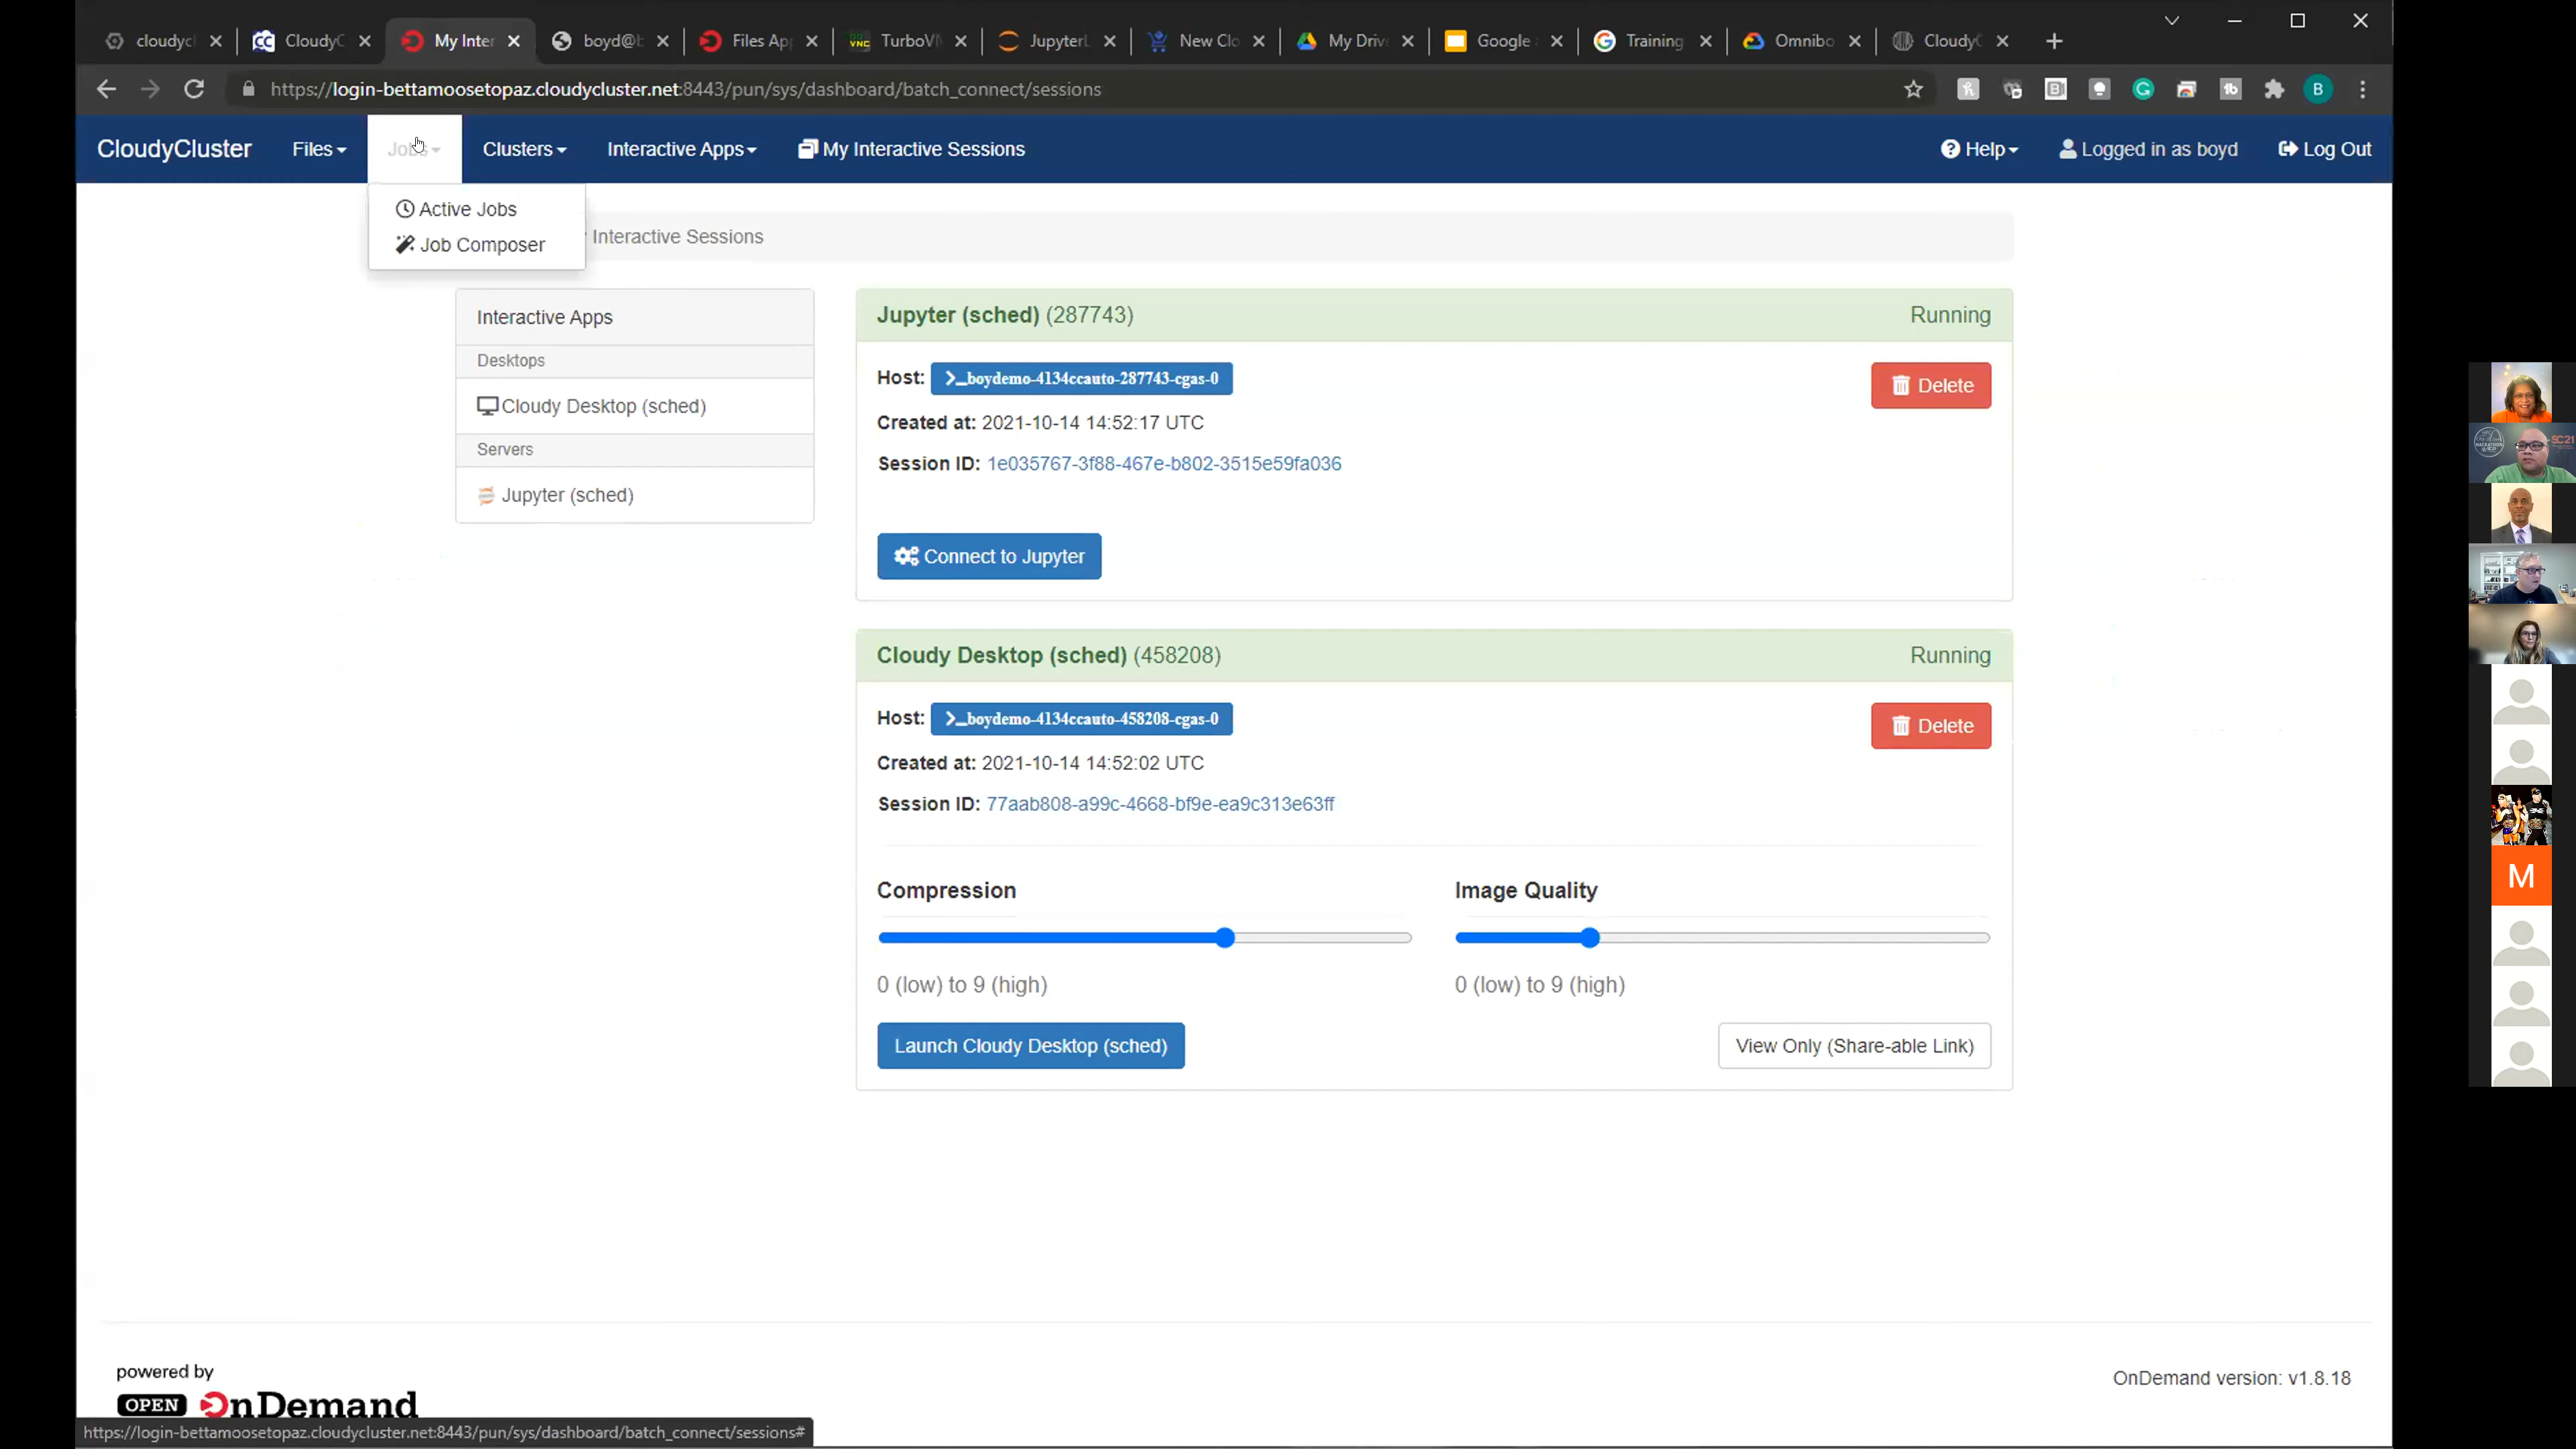 cloudycl
CloudyC
My Inter
boyd@b
Files Ap
TurboVN
JupyterL
New Clo
My Drive
Google
Training
Omnibo
CloudyC
https://login-bettamoosetopaz.cloudycluster.net:8443/pun/sys/dashboard/batch_connect/sessions
B
CloudyCluster
Files
Jobs
Clusters
Interactive Apps
My Interactive Sessions
Help
Logged in as boyd
Log Out
Active Jobs
Job Composer
Interactive Sessions
Interactive Apps
Desktops
Cloudy Desktop (sched)
Servers
Jupyter (sched)
Jupyter (sched) (287743)
Running
Host: >_boydemo-4134ccauto-287743-cgas-0
Delete
Created at: 2021-10-14 14:52:17 UTC
Session ID: 1e035767-3f88-467e-b802-3515e59fa036
Connect to Jupyter
Cloudy Desktop (sched) (458208)
Running
Host: >_boydemo-4134ccauto-458208-cgas-0
Delete
Created at: 2021-10-14 14:52:02 UTC
Session ID: 77aab808-a99c-4668-bf9e-ea9c313e63ff
Compression
Image Quality
0 (low) to 9 (high)
0 (low) to 9 (high)
Launch Cloudy Desktop (sched)
View Only (Share-able Link)
powered by
OPEN OnDemand
OnDemand version: v1.8.18
https://login-bettamoosetopaz.cloudycluster.net:8443/pun/sys/dashboard/batch_connect/sessions#
SC21
M